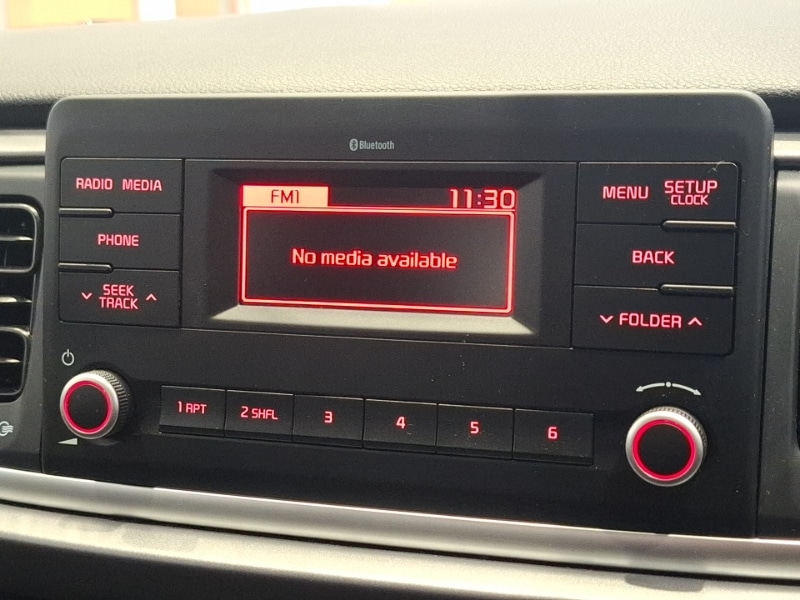 Bluetooth
RADIO MEDIA
FM1
11:30
MENU
SETUP
CLOCK
PHONE
No media available
BACK
SEEK
TRACK
FOLDER
1 RPT
2 SHFL
3
4
5
6